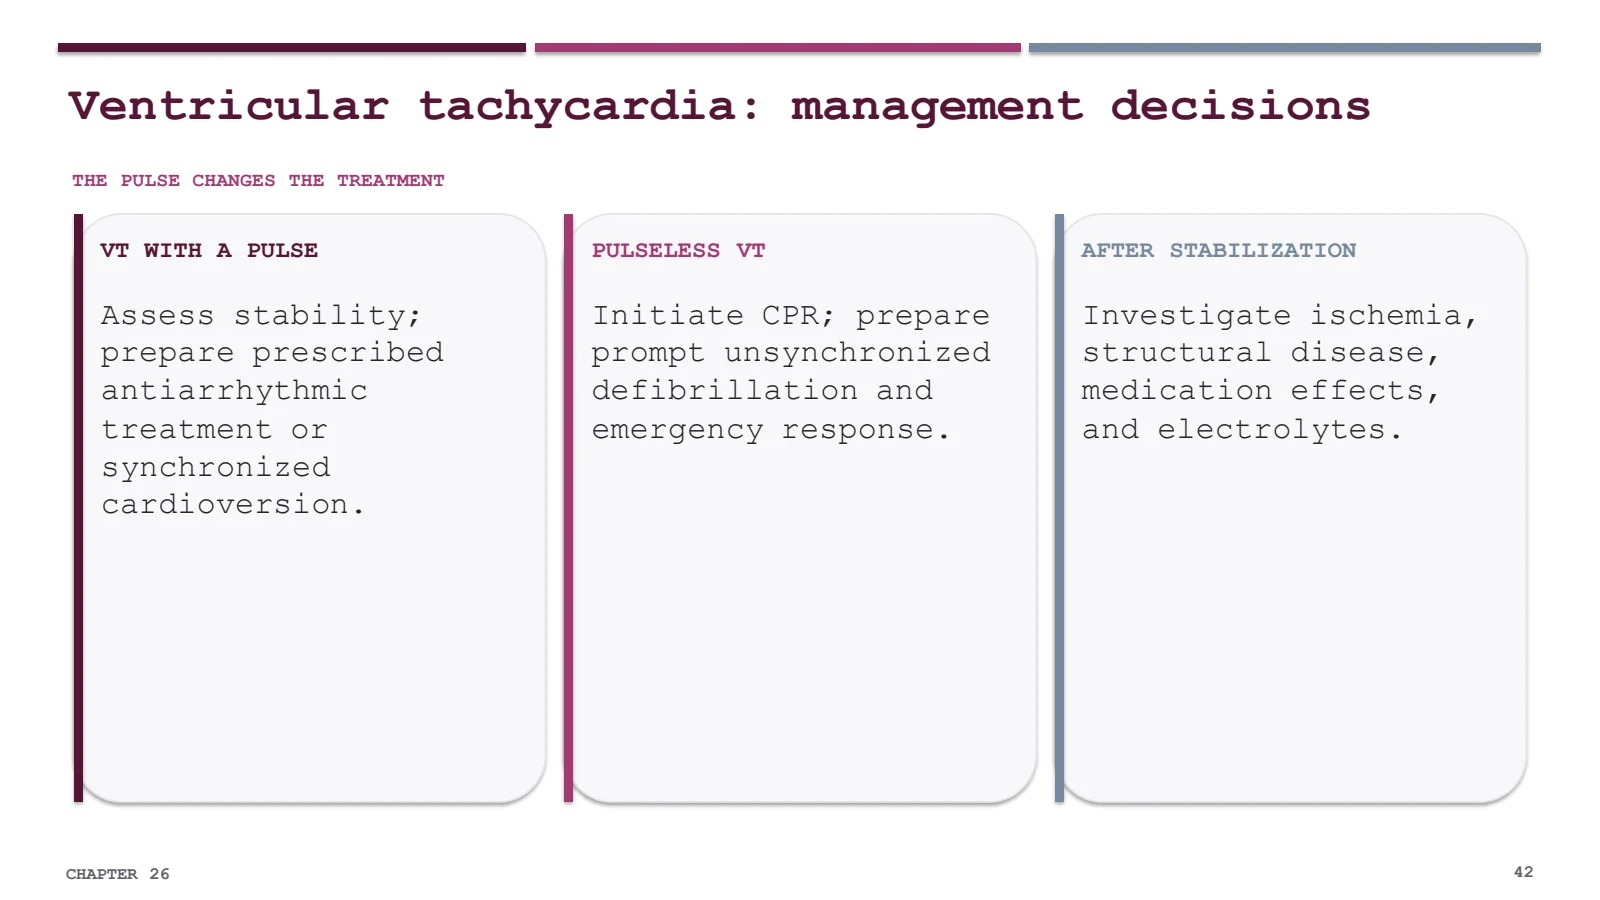 Ventricular tachycardia: management decisions
THE PULSE CHANGES THE TREATMENT
VT WITH A PULSE
Assess stability;
prepare prescribed
antiarrhythmic
treatment or
synchronized
cardioversion.
PULSELESS VT
Initiate CPR; prepare
prompt unsynchronized
defibrillation and
emergency response.
AFTER STABILIZATION
Investigate ischemia,
structural disease,
medication effects,
and electrolytes.
CHAPTER 26
42